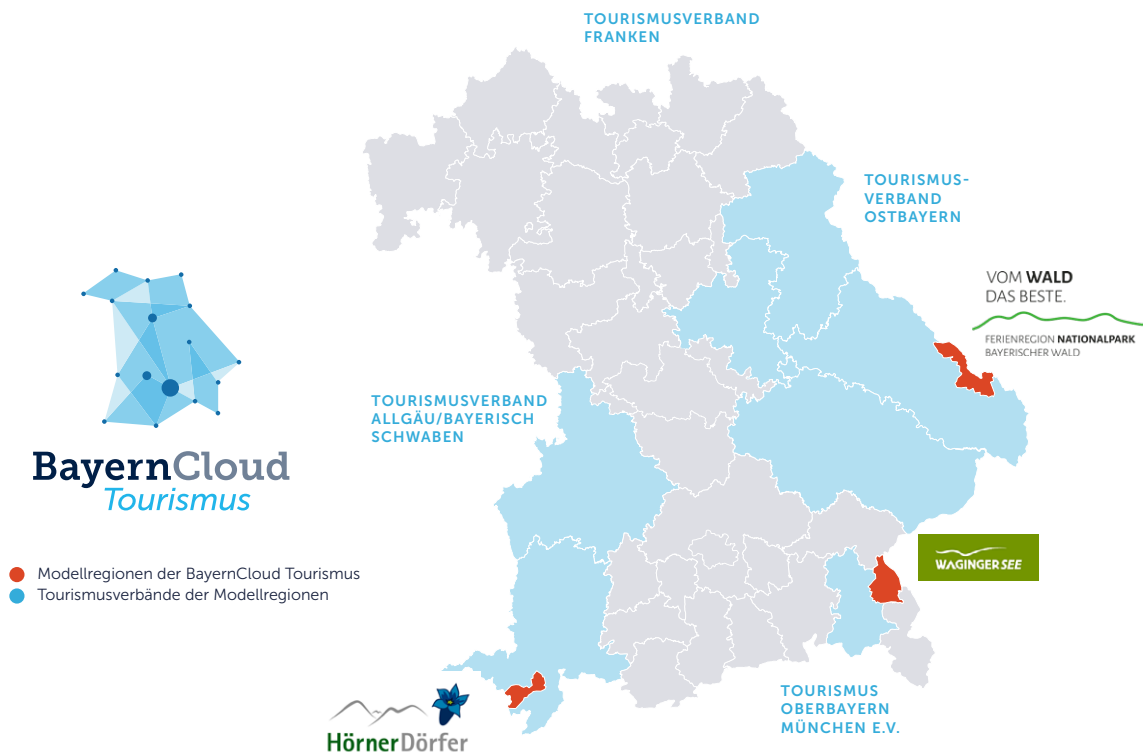 TOURISMUSVERBAND
FRANKEN
TOURISMUS-
VERBAND
OSTBAYERN
VOM WALD
DAS BESTE.
FERIENREGION NATIONALPARK
BAYERISCHER WALD
TOURISMUSVERBAND
ALLGÄU/BAYERISCH
SCHWABEN
BayernCloud
Tourismus
WAGINGER SEE
Modellregionen der BayernCloud Tourismus
Tourismusverbände der Modellregionen
TOURISMUS
OBERBAYERN
MÜNCHEN E.V.
HörnerDörfer